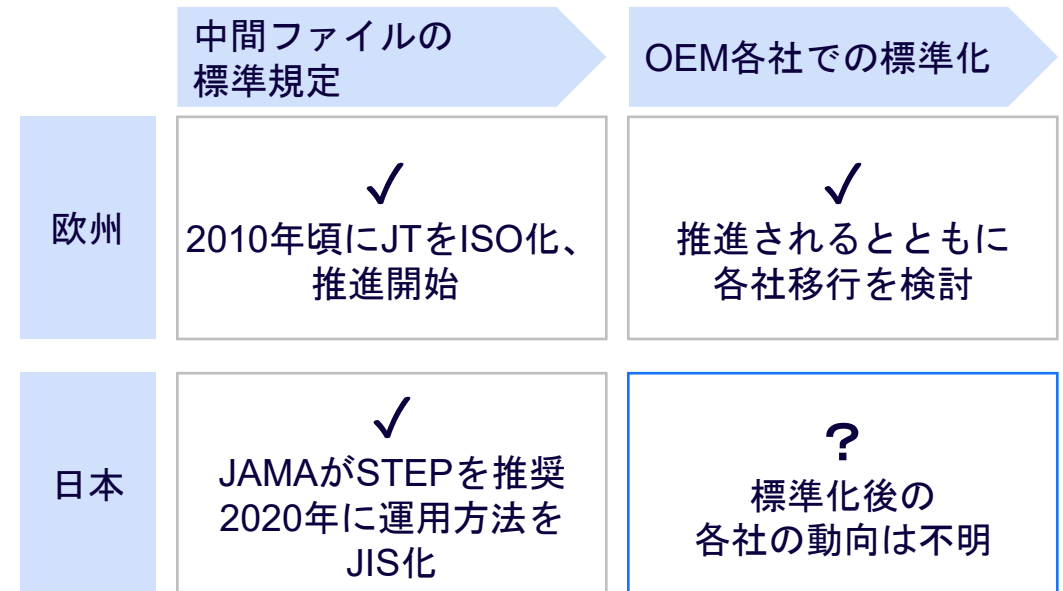 中間ファイルの
標準規定
OEM各社での標準化
欧州
✓
2010年頃にJTをISO化、
推進開始
✓
推進されるとともに
各社移行を検討
日本
✓
JAMAがSTEPを推奨
2020年に運用方法を
JIS化
?
標準化後の
各社の動向は不明